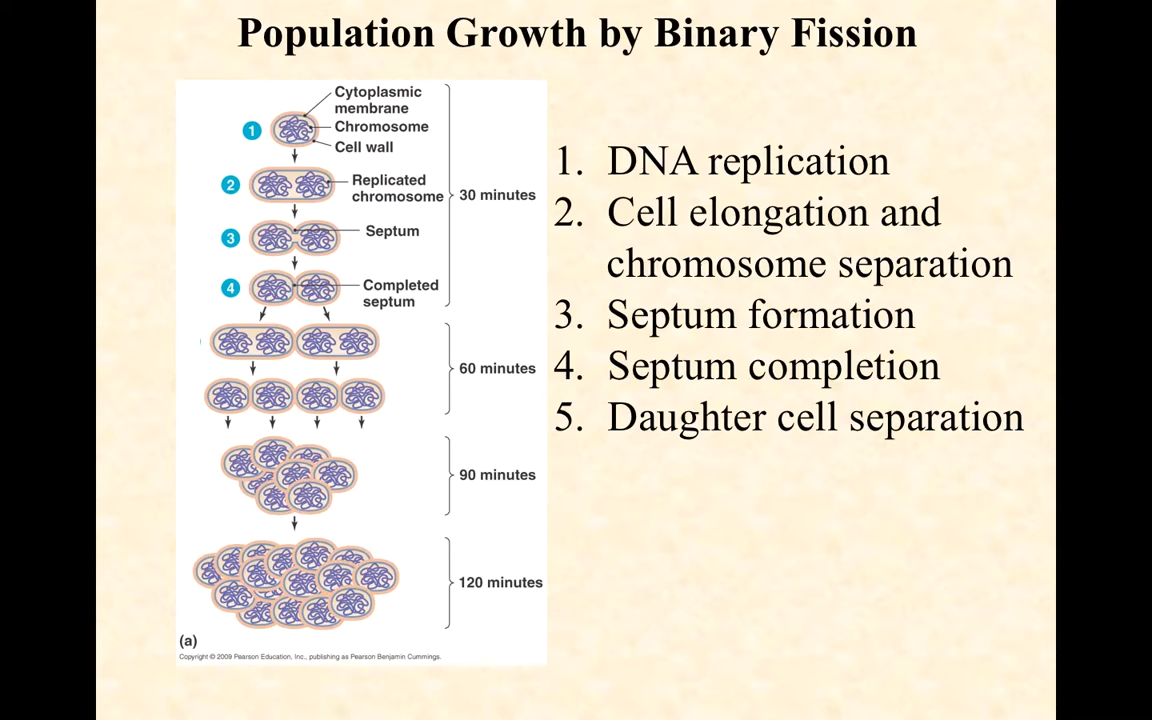 Population Growth by Binary Fission
Cytoplasmic
membrane
1
Chromosome
Cell wall
2
Replicated
chromosome
30 minutes
3
Septum
4
Completed
septum
60 minutes
90 minutes
120 minutes
(a)
Copyright © 2009 Pearson Education, Inc., publishing as Pearson Benjamin Cummings.
1. DNA replication
2. Cell elongation and
chromosome separation
3. Septum formation
4. Septum completion
5. Daughter cell separation